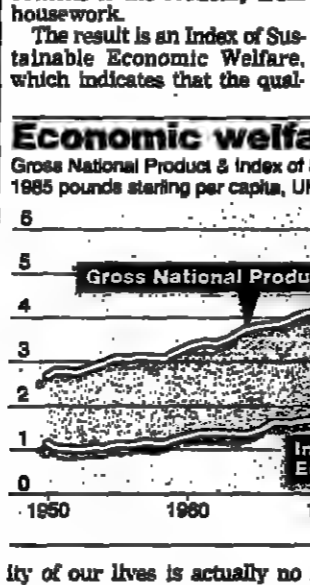 housework.
The result is an Index of Sus-
tainable Economic Welfare,
which indicates that the qual-
Economic welfa
Gross National Product & Index of
1985 pounds sterling per capita, U
6
5
Gross National Produ
4
3
2
1
In
E
0
1950
1960
ity of our lives is actually no